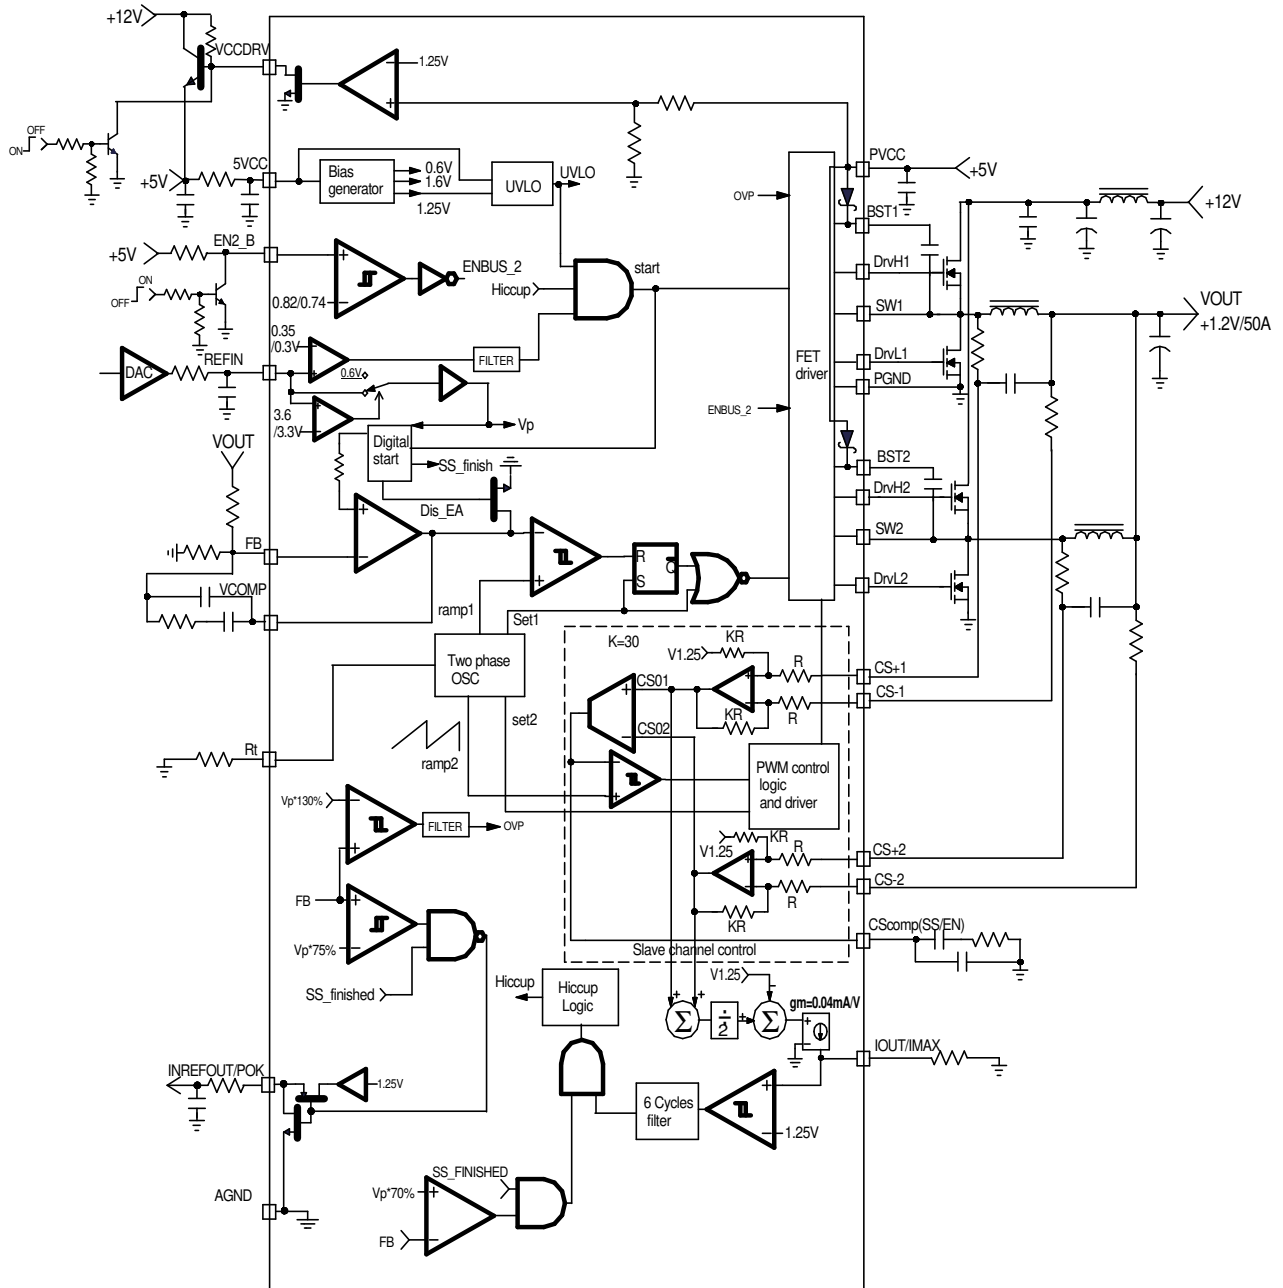 +12V
VCCDRV
1.25V
OFF
ON
5VCC
+5V
Bias generator
0.6V
1.6V
1.25V
UVLO
UVLO
OVP
PVCC
+5V
BST1
+12V
EN2_B
+5V
ON
OFF
0.82/0.74
ENBUS_2
Hiccup
start
DrvH1
SW1
VOUT
+1.2V/50A
0.35
/0.3V
FILTER
FET driver
DrvL1
PGND
DAC
REFIN
0.6V
3.6
/3.3V
Vp
ENBUS_2
VOUT
Digital start
SS_finish
BST2
DrvH2
Dis_EA
SW2
FB
R
S
Q
DrvL2
VCOMP
ramp1
Set1
K=30
KR
V1.25
R
CS+1
Two phase OSC
CS01
CS-1
KR
R
set2
CS02
Rt
ramp2
PWM control logic and driver
Vp*130%
FILTER
OVP
KR
V1.25
R
CS+2
CS-2
FB
KR
R
CScomp(SS/EN)
Vp*75%
Slave channel control
SS_finished
Hiccup
Hiccup Logic
V1.25
gm=0.04mA/V
Σ
÷
2
Σ
IOUT/IMAX
INREFOUT/POK
1.25V
6 Cycles filter
1.25V
SS_FINISHED
AGND
Vp*70%
FB